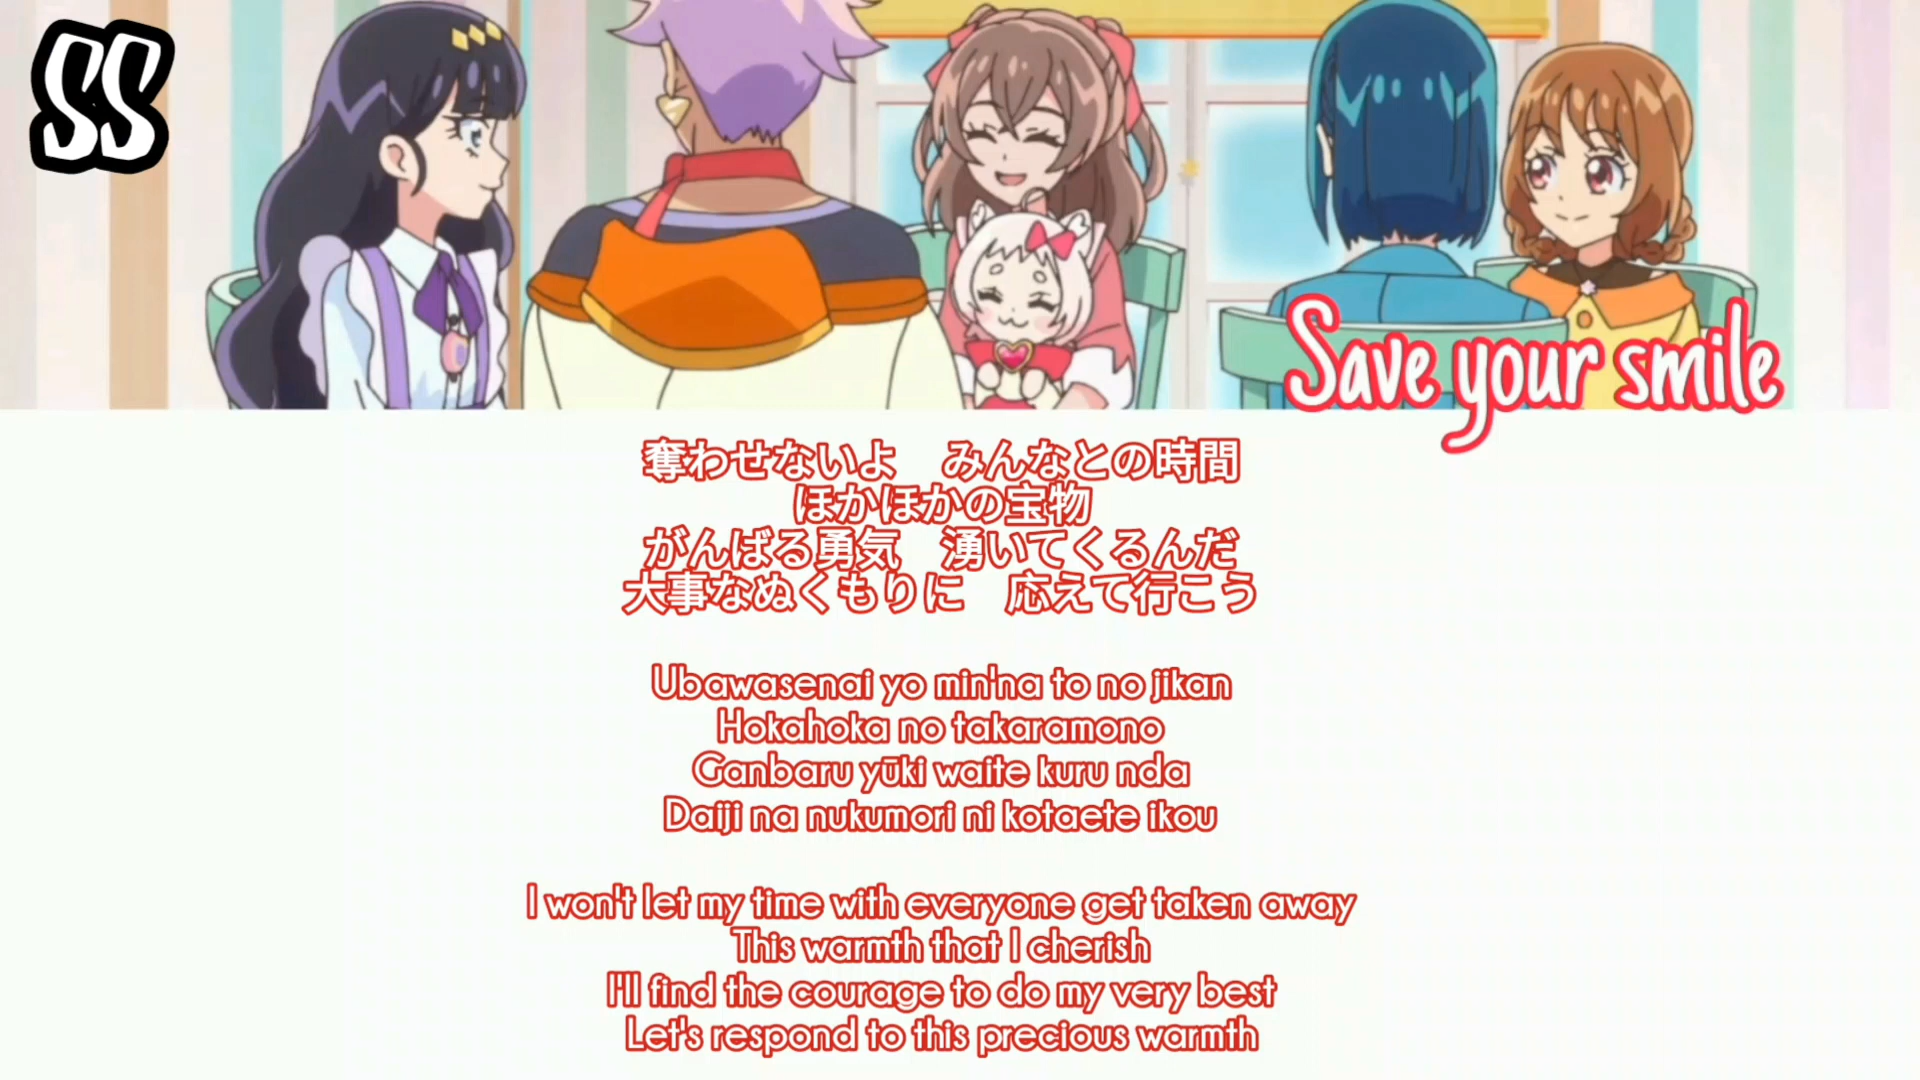 SS
Save your smile
奪わせないよ　みんなとの時間
ほかほかの宝物
がんばる勇気　湧いてくるんだ
大事なぬくもりに　応えて行こう
Ubawasenai yo min'na to no jikan
Hokahoka no takaramono
Ganbaru yūki waite kuru nda
Daiji na nukumori ni kotaete ikou
I won't let my time with everyone get taken away
This warmth that I cherish
I'll find the courage to do my very best
Let's respond to this precious warmth